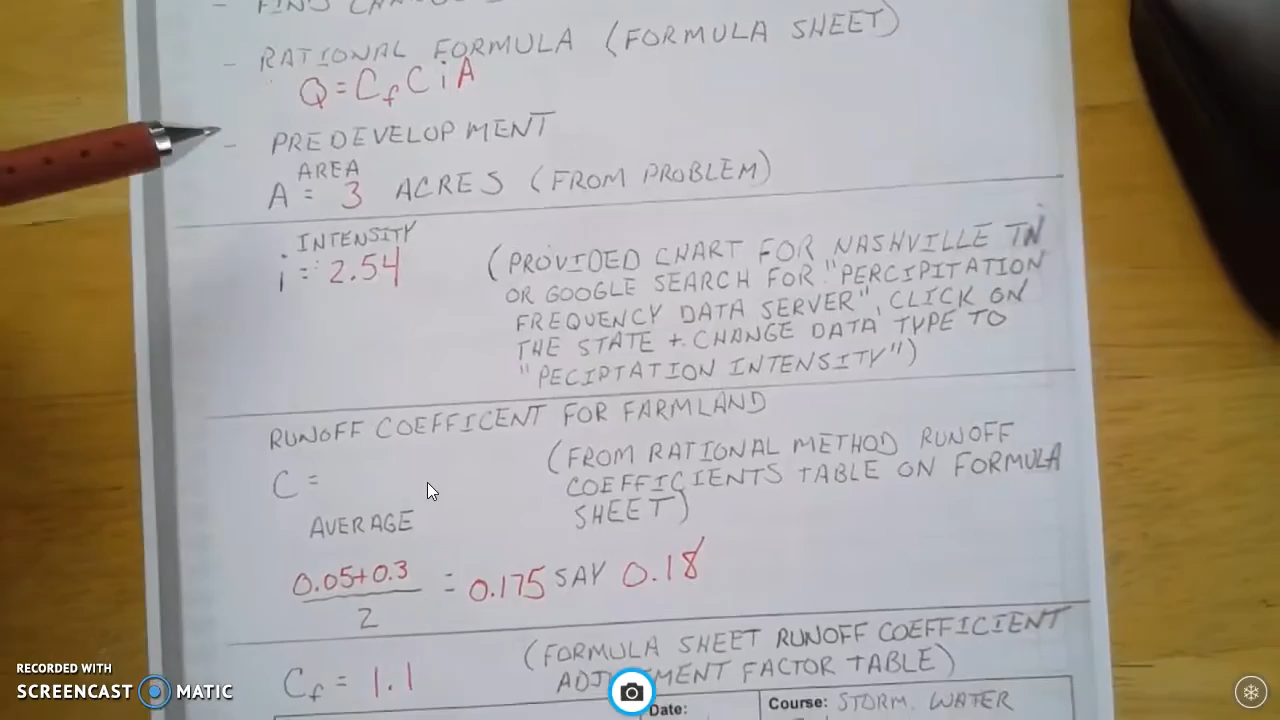 - FIND CHANGE
- RATIONAL FORMULA (FORMULA SHEET)
Q = CfCiA
- PREDEVELOPMENT
AREA
A = 3 ACRES (FROM PROBLEM)
INTENSITY
i = 2.54
(PROVIDED CHART FOR NASHVILLE TN
OR GOOGLE SEARCH FOR "PERCIPITATION
FREQUENCY DATA SERVER", CLICK ON
THE STATE + CHANGE DATA TYPE TO
"PECIPTATION INTENSITY")
RUNOFF COEFFICENT FOR FARMLAND
C =
(FROM RATIONAL METHOD RUNOFF
COEFFICIENTS TABLE ON FORMULA
SHEET)
AVERAGE
0.05+0.3
2
= 0.175 SAY 0.18
Cf = 1.1
(FORMULA SHEET RUNOFF COEFFICIENT
ADJUSTMENT FACTOR TABLE)
Date:
Course: STORM WATER
RECORDED WITH
SCREENCAST MATIC